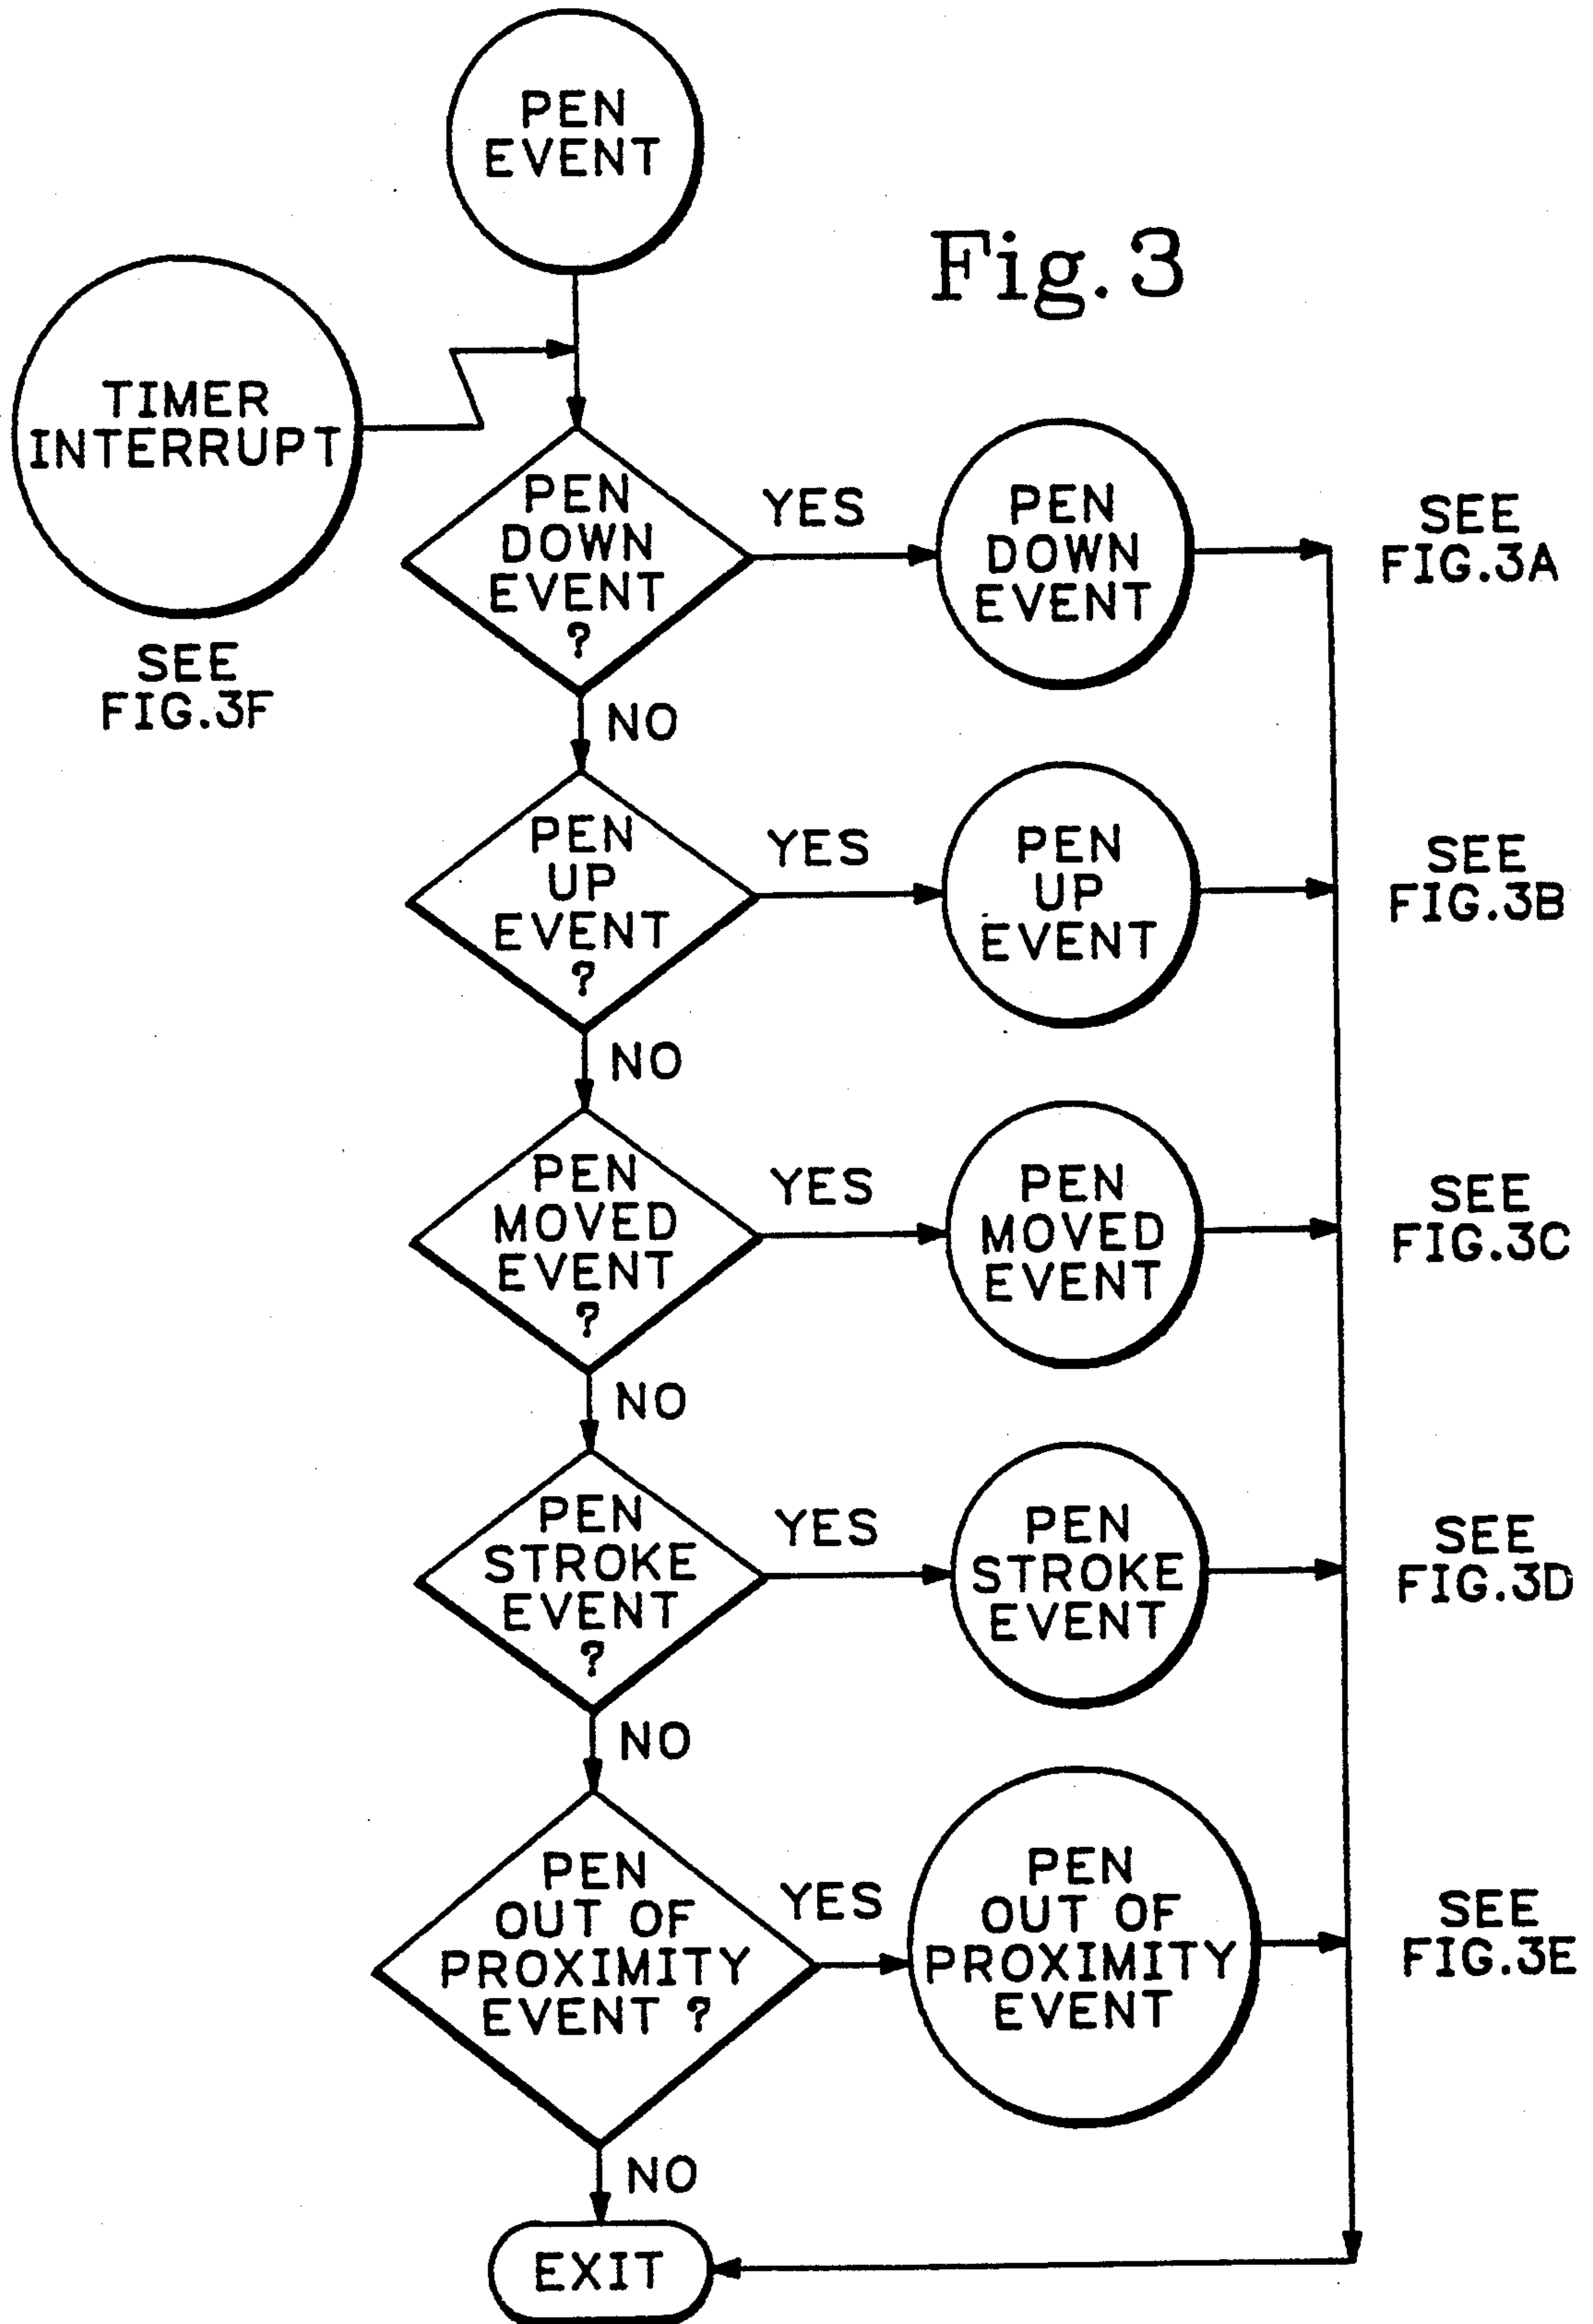 PEN
EVENT
Fig. 3
TIMER
INTERRUPT
SEE
FIG.3F
PEN
DOWN
EVENT
?
YES
PEN
DOWN
EVENT
SEE
FIG.3A
NO
PEN
UP
EVENT
?
YES
PEN
UP
EVENT
SEE
FIG.3B
NO
PEN
MOVED
EVENT
?
YES
PEN
MOVED
EVENT
SEE
FIG.3C
NO
PEN
STROKE
EVENT
?
YES
PEN
STROKE
EVENT
SEE
FIG.3D
NO
PEN
OUT OF
PROXIMITY
EVENT ?
YES
PEN
OUT OF
PROXIMITY
EVENT
SEE
FIG.3E
NO
EXIT